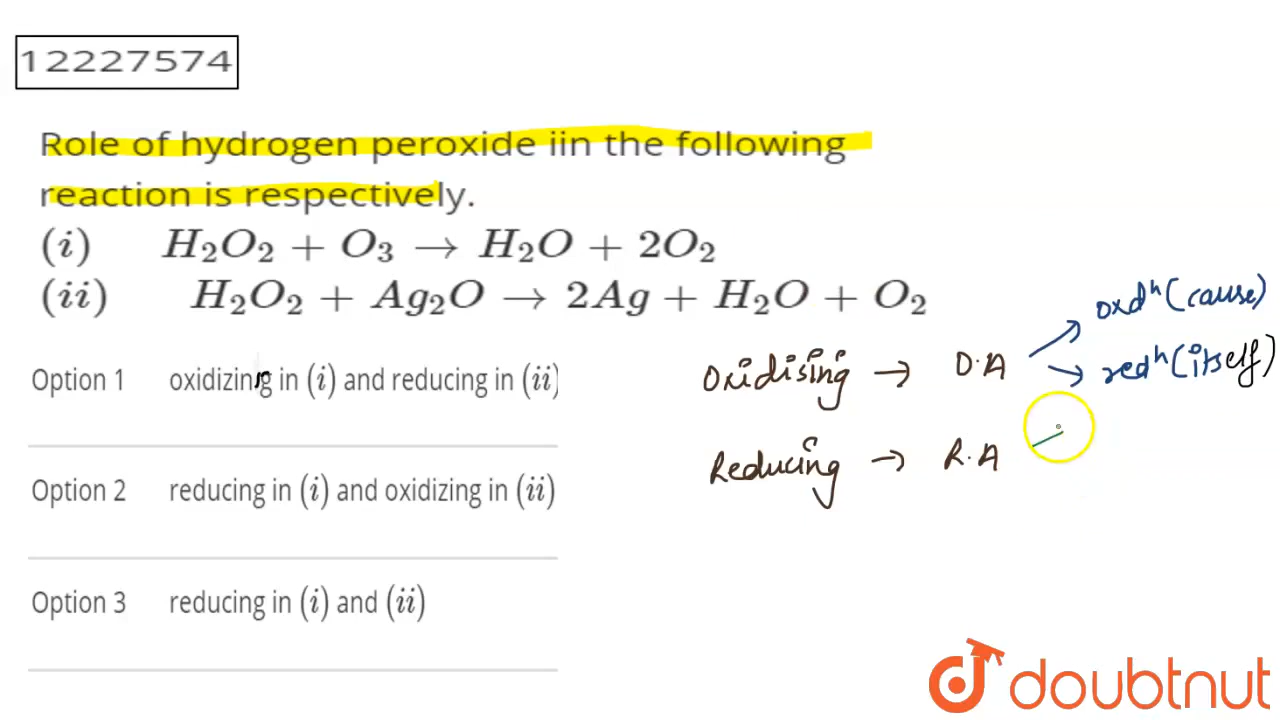 12227574
Role of hydrogen peroxide iin the following
reaction is respectively.
(i) H₂O₂ + O₃ → H₂O + 2O₂
(ii) H₂O₂ + Ag₂O → 2Ag + H₂O + O₂
Option 1 oxidizing in (i) and reducing in (ii)
Option 2 reducing in (i) and oxidizing in (ii)
Option 3 reducing in (i) and (ii)
Oxidising → O.A
oxdⁿ (cause)
redⁿ (itself)
Reducing → R.A
doubtnut